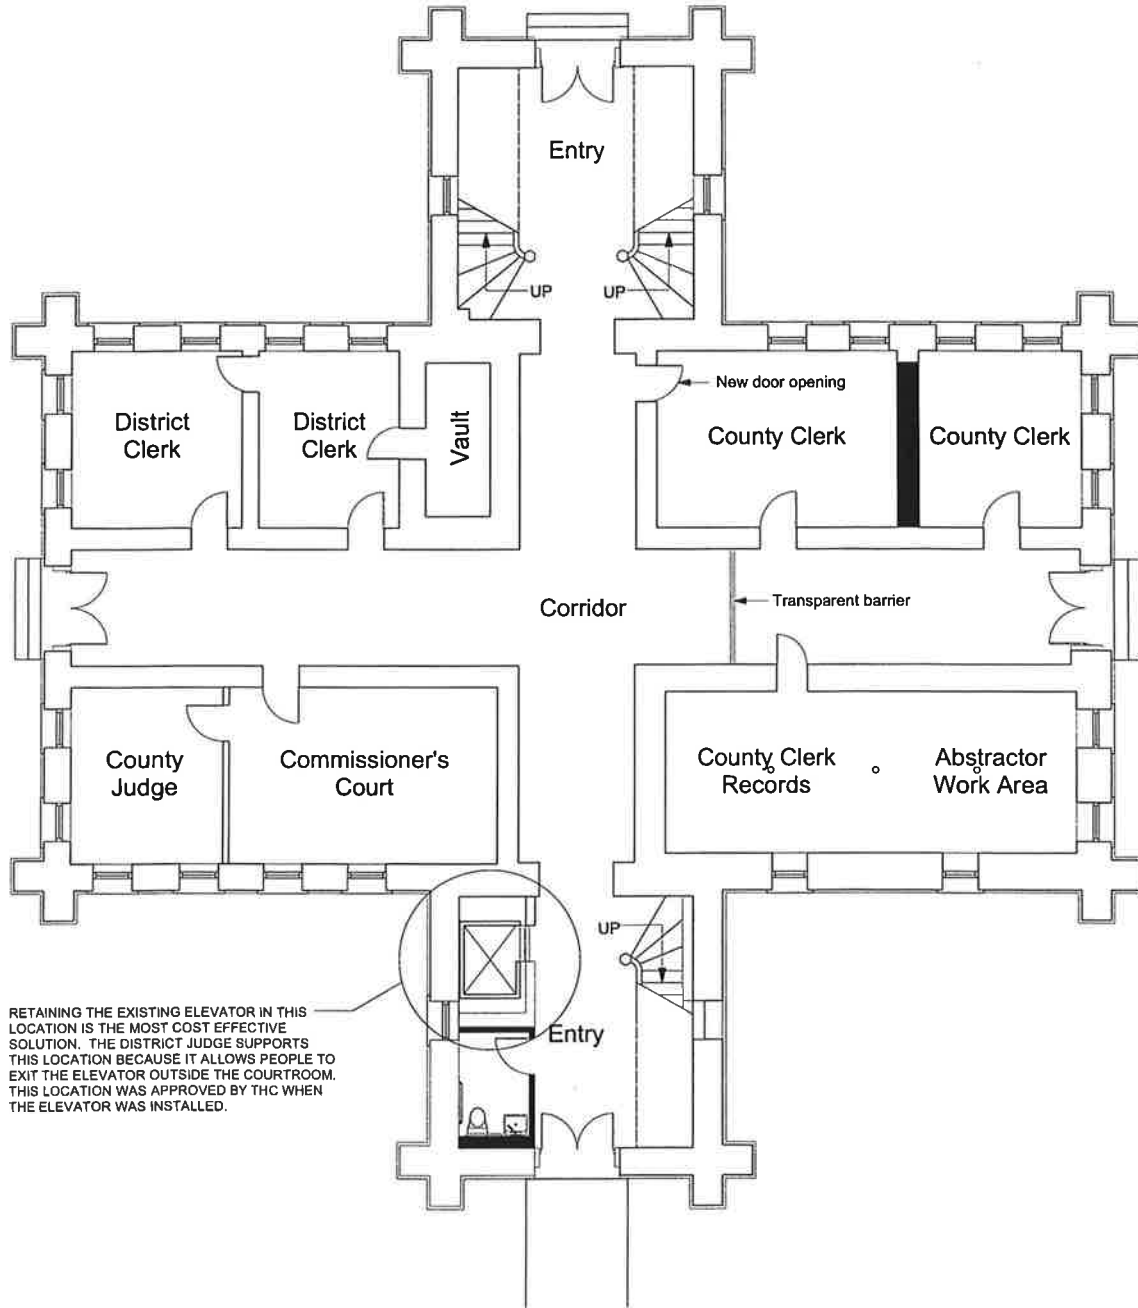 Entry
UP
UP
New door opening
District
Clerk
District
Clerk
Vault
County Clerk
County Clerk
Corridor
Transparent barrier
County
Judge
Commissioner's
Court
County Clerk
Records
Abstractor
Work Area
UP
RETAINING THE EXISTING ELEVATOR IN THIS
LOCATION IS THE MOST COST EFFECTIVE
SOLUTION. THE DISTRICT JUDGE SUPPORTS
THIS LOCATION BECAUSE IT ALLOWS PEOPLE TO
EXIT THE ELEVATOR OUTSIDE THE COURTROOM.
THIS LOCATION WAS APPROVED BY THC WHEN
THE ELEVATOR WAS INSTALLED.
Entry